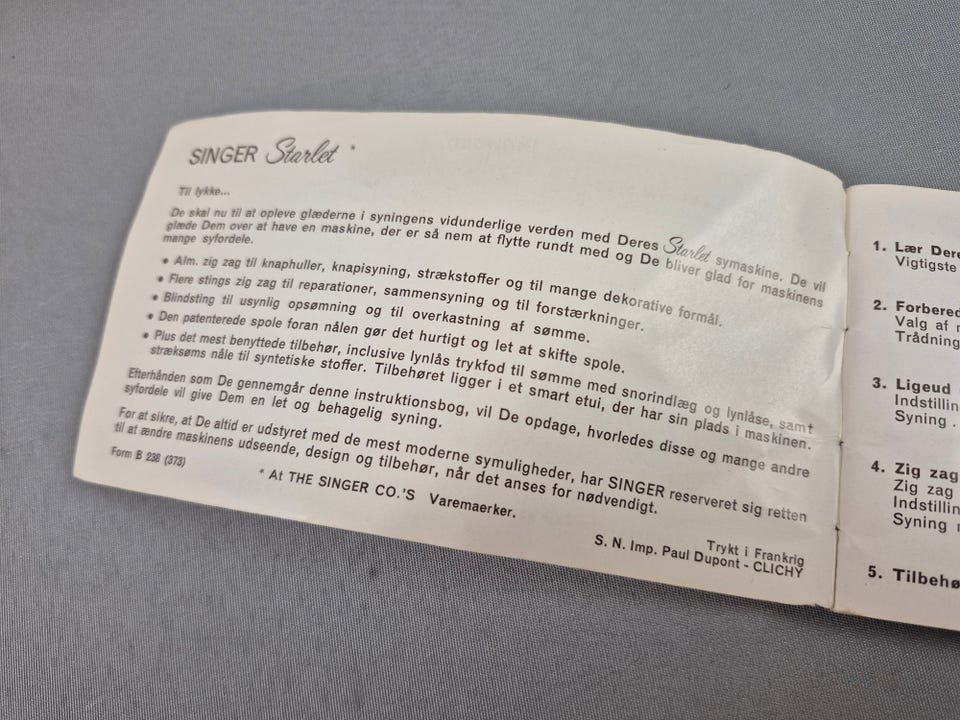 SINGER Starlet *
Til lykke...
De skal nu til at opleve glæderne i syningens vidunderlige verden med Deres Starlet symaskine. De vil
glæde Dem over at have en maskine, der er så nem at flytte rundt med og De bliver glad for maskinens
mange syfordele.
• Alm. zig zag til knaphuller, knapisyning, strækstoffer og til mange dekorative formål.
• Flere stings zig zag til reparationer, sammensyning og til forstærkninger.
• Blindsting til usynlig opsømning og til overkastning af sømme.
• Den patenterede spole foran nålen gør det hurtigt og let at skifte spole.
• Plus det mest benyttede tilbehør, inclusive lynlås trykfod til sømme med snorindlæg og lynlåse, samt
stræksøms nåle til syntetiske stoffer. Tilbehøret ligger i et smart etui, der har sin plads i maskinen.
Efterhånden som De gennemgår denne instruktionsbog, vil De opdage, hvorledes disse og mange andre
syfordele vil give Dem en let og behagelig syning.
For at sikre, at De altid er udstyret med de mest moderne symuligheder, har SINGER reserveret sig retten
til at ændre maskinens udseende, design og tilbehør, når det anses for nødvendigt.
Form B 238 (373)
* At THE SINGER CO.'S Varemaerker.
Trykt i Frankrig
S. N. Imp. Paul Dupont - CLICHY
1. Lær Dere
Vigtigste
2. Forbered
Valg af n
Trådning
3. Ligeud
Indstillin
Syning .
4. Zig zag
Zig zag
Indstillin
Syning
5. Tilbehø